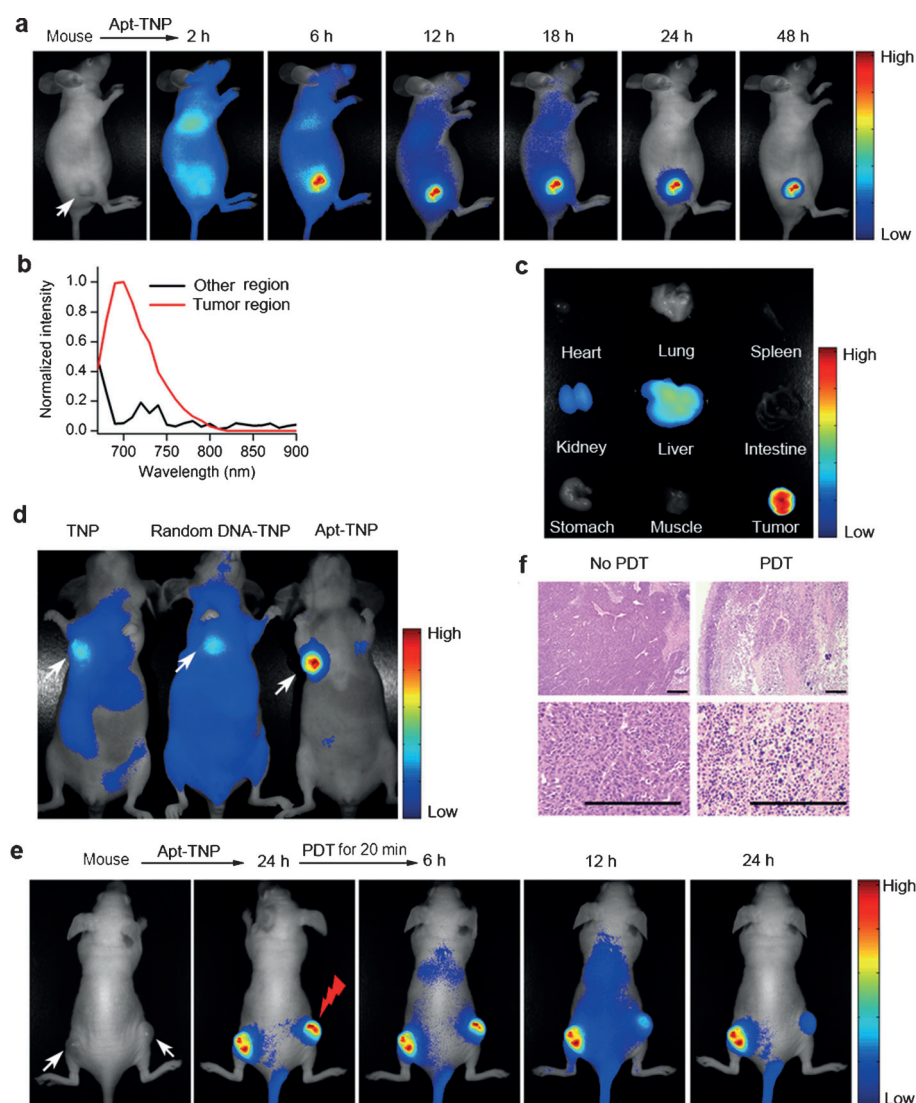 a
Mouse Apt-TNP 2 h 6 h 12 h 18 h 24 h 48 h
High
Low
b
Normalized intensity
1.0
0.8
0.6
0.4
0.2
0.0
Other region
Tumor region
700 750 800 850 900
Wavelength (nm)
c
Heart Lung Spleen
Kidney Liver Intestine
Stomach Muscle Tumor
High
Low
d
TNP Random DNA-TNP Apt-TNP
High
Low
f
No PDT PDT
e
Mouse Apt-TNP 24 h PDT for 20 min 6 h 12 h 24 h
High
Low